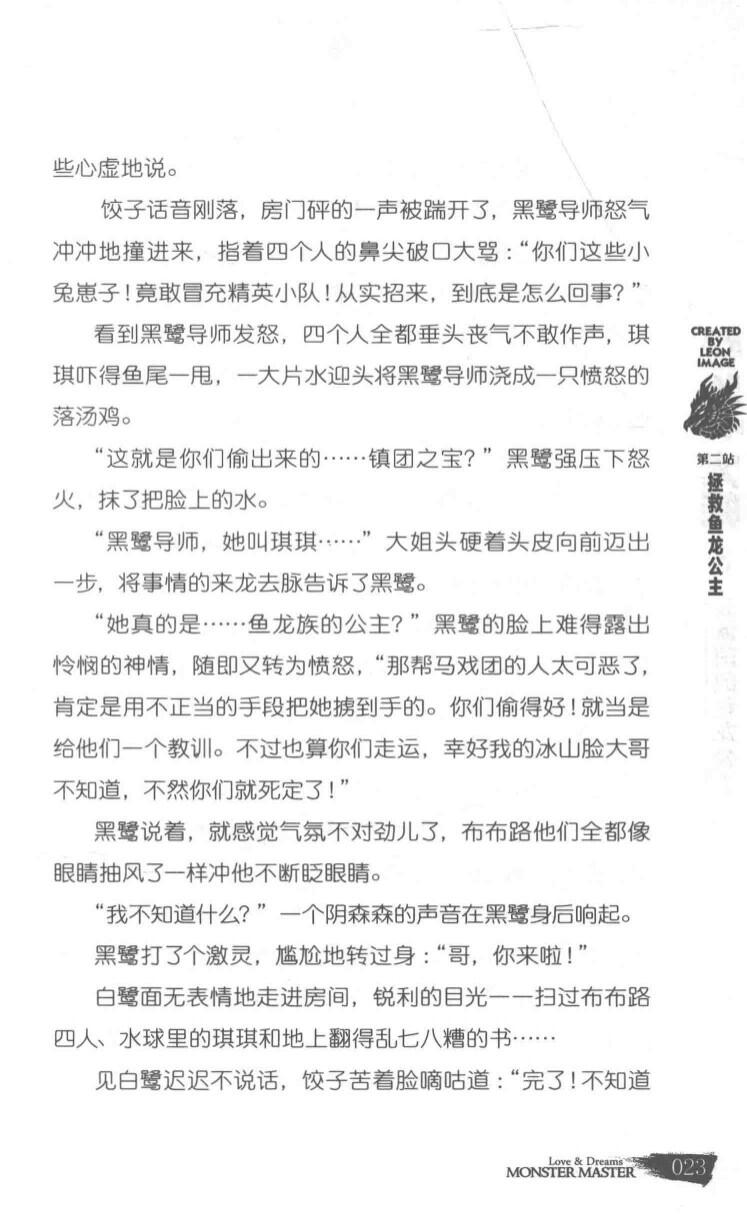 些心虚地说。
饺子话音刚落，房门砰的一声被踹开了，黑鹭导师怒气
冲冲地撞进来，指着四个人的鼻尖破口大骂：“你们这些小
兔崽子！竟敢冒充精英小队！从实招来，到底是怎么回事？”
看到黑鹭导师发怒，四个人全都垂头丧气不敢作声，琪
琪吓得鱼尾一甩，一大片水迎头将黑鹭导师浇成一只愤怒的
落汤鸡。
“这就是你们偷出来的……镇团之宝？”黑鹭强压下怒
火，抹了把脸上的水。
“黑鹭导师，她叫琪琪……”大姐头硬着头皮向前迈出
一步，将事情的来龙去脉告诉了黑鹭。
“她真的是……鱼龙族的公主？”黑鹭的脸上难得露出
怜悯的神情，随即又转为愤怒，“那帮马戏团的人太可恶了，
肯定是用不正当的手段把她掳到手的。你们偷得好！就当是
给他们一个教训。不过也算你们走运，幸好我的冰山脸大哥
不知道，不然你们就死定了！”
黑鹭说着，就感觉气氛不对劲儿了，布布路他们全都像
眼睛抽风了一样冲他不断眨眼睛。
“我不知道什么？”一个阴森森的声音在黑鹭身后响起。
黑鹭打了个激灵，尴尬地转过身：“哥，你来啦！”
白鹭面无表情地走进房间，锐利的目光一一扫过布布路
四人、水球里的琪琪和地上翻得乱七八糟的书……
见白鹭迟迟不说话，饺子苦着脸嘀咕道：“完了！不知道
CREATED
BY
LEON
IMAGE
第二站
拯救鱼龙公主
Love & Dreams
MONSTER MASTER
023